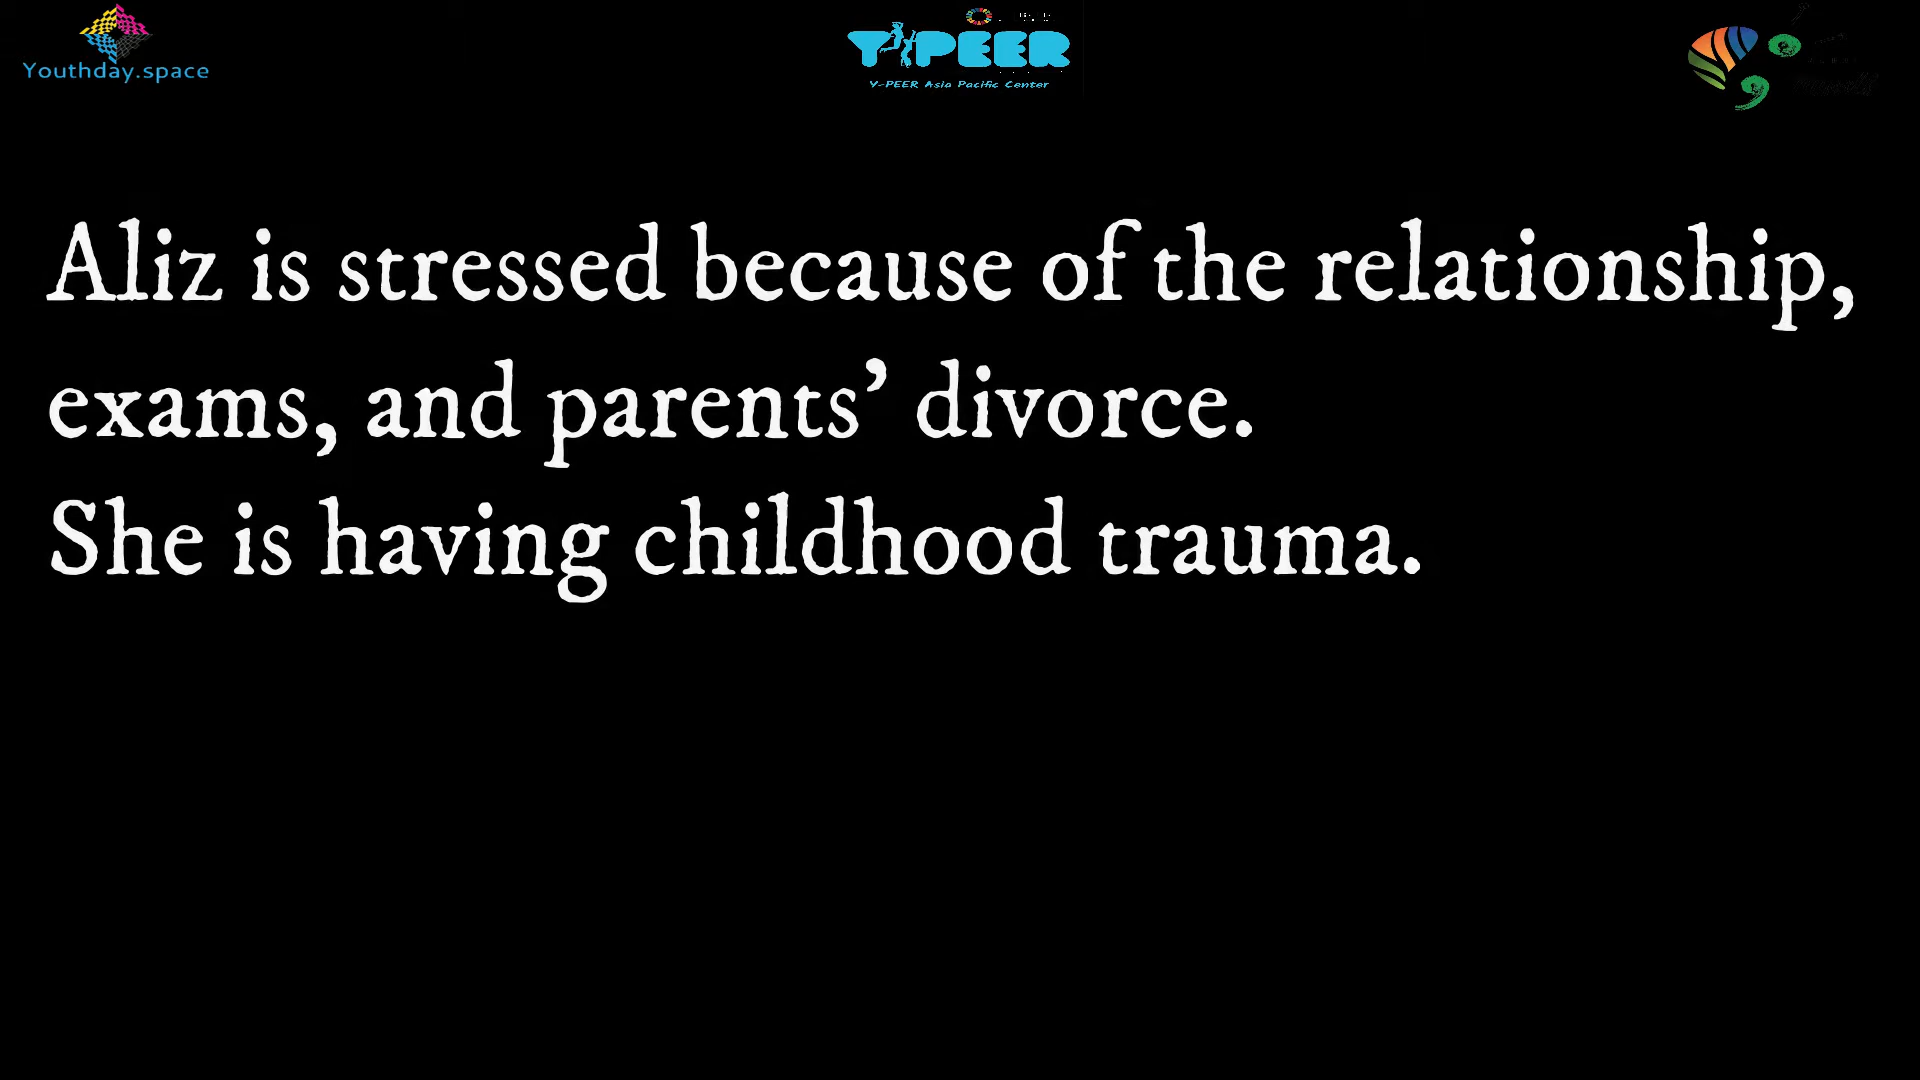 Youthday.space
Y-PEER
Y-PEER Asia Pacific Center
Aliz is stressed because of the relationship,
exams, and parents’ divorce.
She is having childhood trauma.